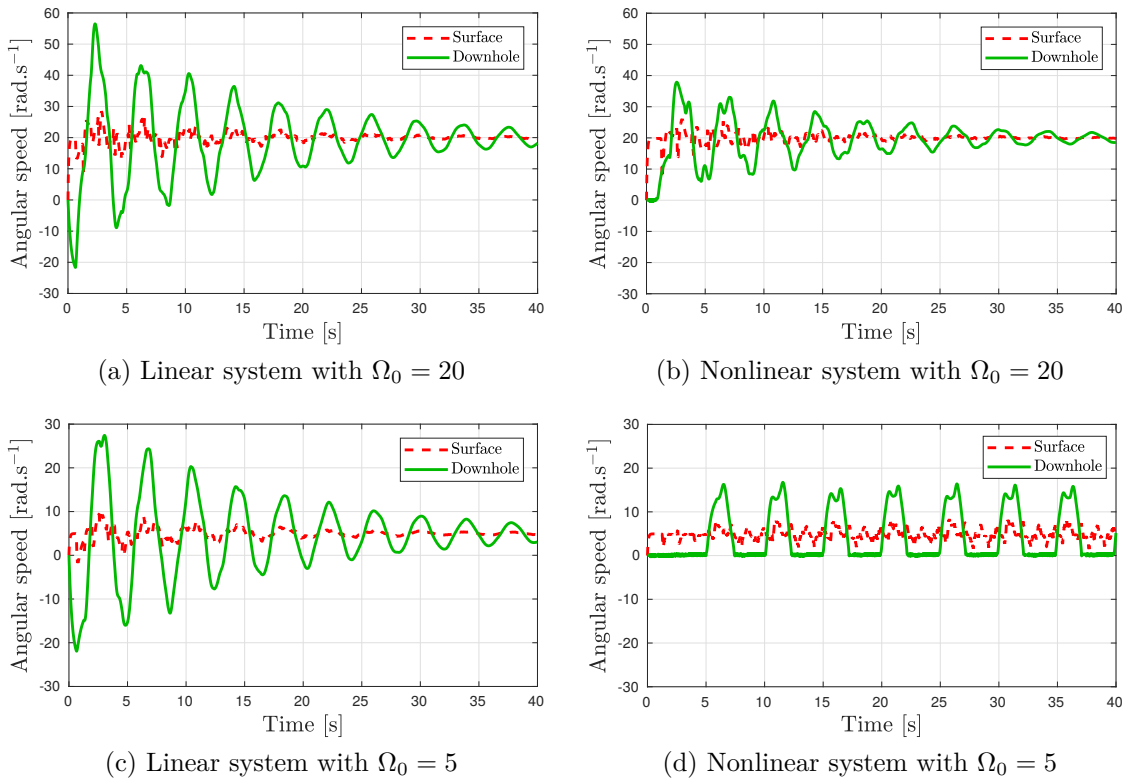 60
50
40
30
20
10
0
-10
-20
-30
Angular speed [rad.s⁻¹]
Surface
Downhole
0 5 10 15 20 25 30 35 40
Time [s]
(a) Linear system with Ω₀ = 20
60
50
40
30
20
10
0
-10
-20
-30
Angular speed [rad.s⁻¹]
Surface
Downhole
0 5 10 15 20 25 30 35 40
Time [s]
(b) Nonlinear system with Ω₀ = 20
30
20
10
0
-10
-20
-30
Angular speed [rad.s⁻¹]
Surface
Downhole
0 5 10 15 20 25 30 35 40
Time [s]
(c) Linear system with Ω₀ = 5
30
20
10
0
-10
-20
-30
Angular speed [rad.s⁻¹]
Surface
Downhole
0 5 10 15 20 25 30 35 40
Time [s]
(d) Nonlinear system with Ω₀ = 5